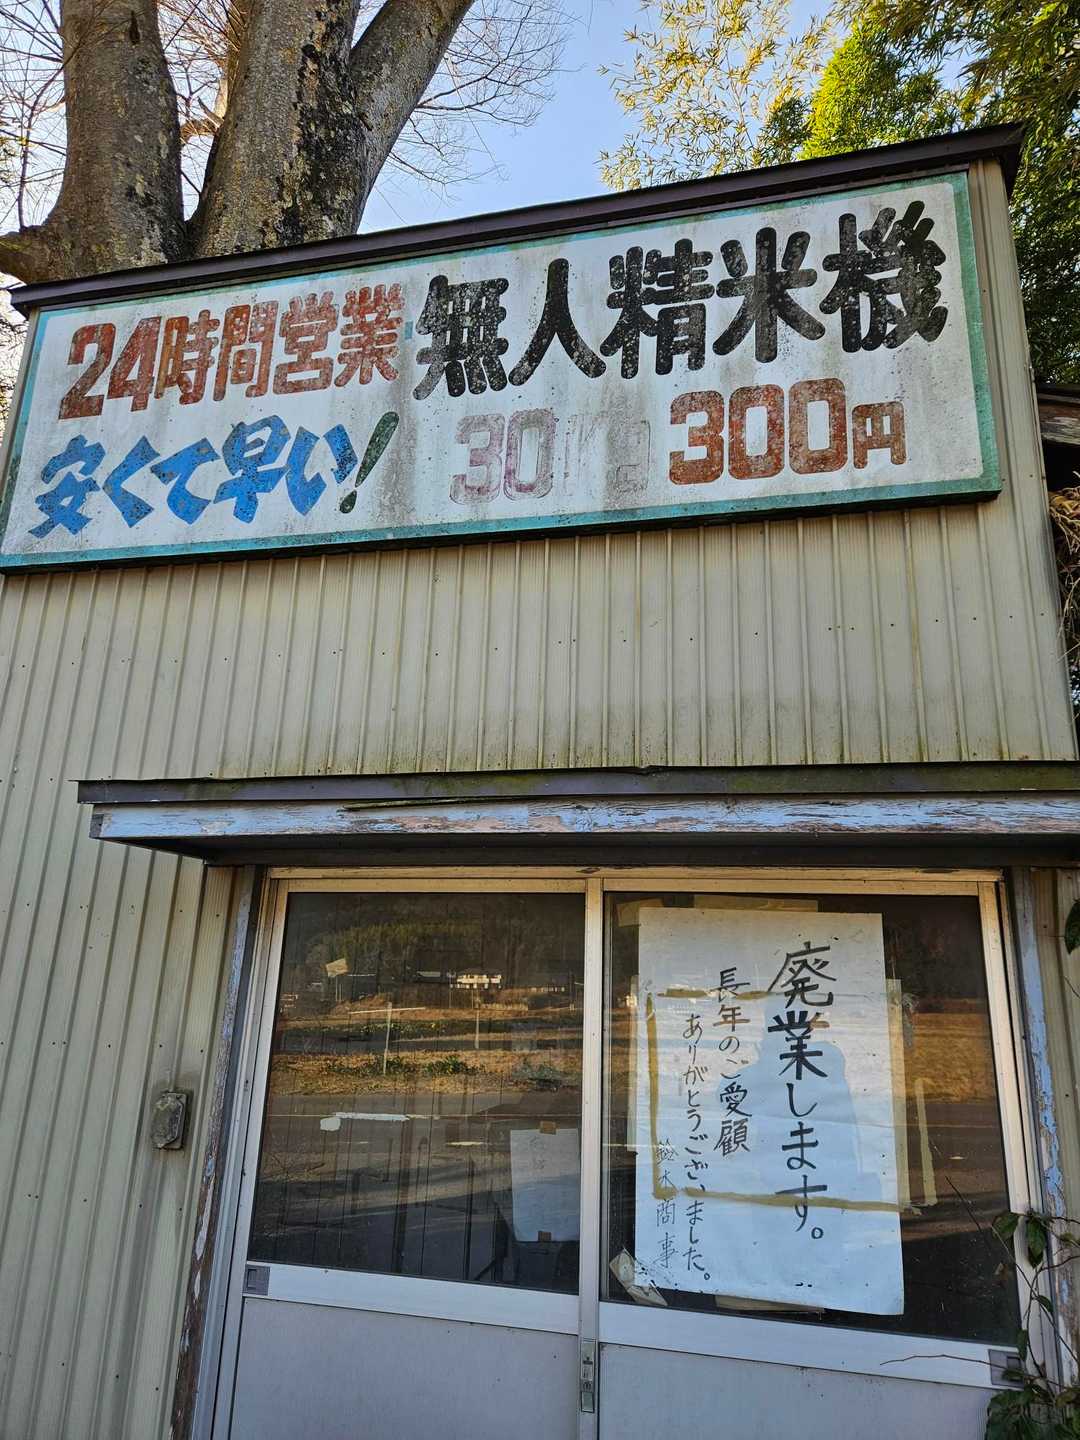 24時間営業 無人精米機
安くて早い! 30kg 300円
廃業します。
長年のご愛顧
ありがとうございました。
鈴木商事